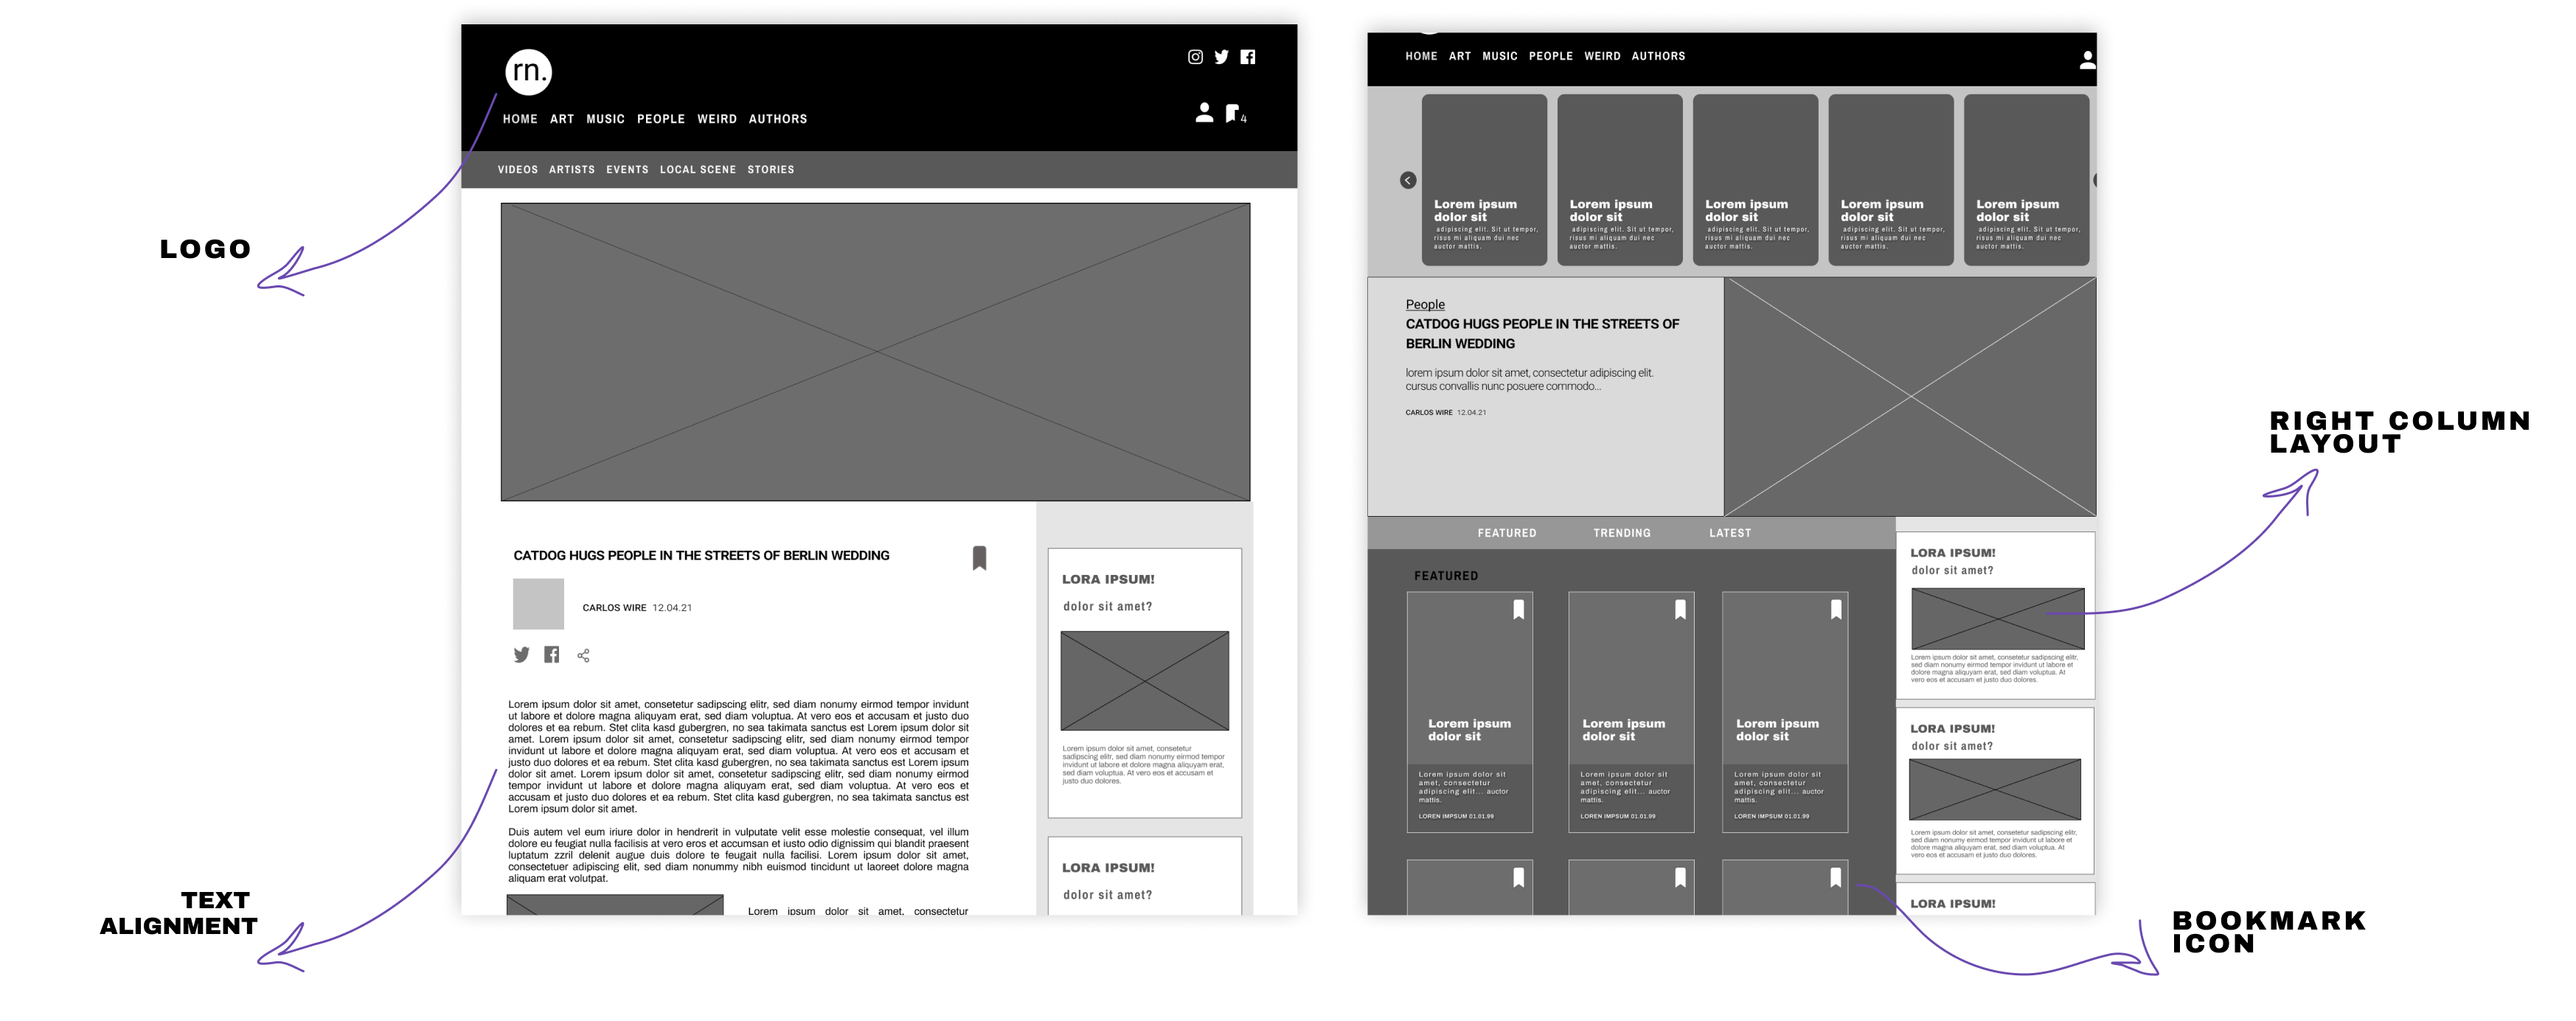 LOGO
TEXT
ALIGNMENT
rn.
HOME ART MUSIC PEOPLE WEIRD AUTHORS
4
VIDEOS ARTISTS EVENTS LOCAL SCENE STORIES
CATDOG HUGS PEOPLE IN THE STREETS OF BERLIN WEDDING
CARLOS WIRE 12.04.21
Lorem ipsum dolor sit amet, consetetur sadipscing elitr, sed diam nonumy eirmod tempor invidunt
ut labore et dolore magna aliquyam erat, sed diam voluptua. At vero eos et accusam et justo duo
dolores et ea rebum. Stet clita kasd gubergren, no sea takimata sanctus est Lorem ipsum dolor sit
amet. Lorem ipsum dolor sit amet, consetetur sadipscing elitr, sed diam nonumy eirmod tempor
invidunt ut labore et dolore magna aliquyam erat, sed diam voluptua. At vero eos et accusam et
justo duo dolores et ea rebum. Stet clita kasd gubergren, no sea takimata sanctus est Lorem ipsum
dolor sit amet. Lorem ipsum dolor sit amet, consetetur sadipscing elitr, sed diam nonumy eirmod
tempor invidunt ut labore et dolore magna aliquyam erat, sed diam voluptua. At vero eos et
accusam et justo duo dolores et ea rebum. Stet clita kasd gubergren, no sea takimata sanctus est
Lorem ipsum dolor sit amet.
Duis autem vel eum iriure dolor in hendrerit in vulputate velit esse molestie consequat, vel illum
dolore eu feugiat nulla facilisis at vero eros et accumsan et iusto odio dignissim qui blandit praesent
luptatum zzril delenit augue duis dolore te feugait nulla facilisi. Lorem ipsum dolor sit amet,
consectetuer adipiscing elit, sed diam nonummy nibh euismod tincidunt ut laoreet dolore magna
aliquam erat volutpat.
Lorem ipsum dolor sit amet, consectetur
LORA IPSUM!
dolor sit amet?
Lorem ipsum dolor sit amet, consetetur
sadipscing elitr, sed diam nonumy eirmod tempor
invidunt ut labore et dolore magna aliquyam erat,
sed diam voluptua. At vero eos et accusam et
justo duo dolores.
LORA IPSUM!
dolor sit amet?
HOME ART MUSIC PEOPLE WEIRD AUTHORS
Lorem ipsum
dolor sit
adipiscing elit. Sit ut tempor,
risus mi aliquam dui nec
auctor mattis.
Lorem ipsum
dolor sit
adipiscing elit. Sit ut tempor,
risus mi aliquam dui nec
auctor mattis.
Lorem ipsum
dolor sit
adipiscing elit. Sit ut tempor,
risus mi aliquam dui nec
auctor mattis.
Lorem ipsum
dolor sit
adipiscing elit. Sit ut tempor,
risus mi aliquam dui nec
auctor mattis.
Lorem ipsum
dolor sit
adipiscing elit. Sit ut tempor,
risus mi aliquam dui nec
auctor mattis.
People
CATDOG HUGS PEOPLE IN THE STREETS OF
BERLIN WEDDING
lorem ipsum dolor sit amet, consectetur adipiscing elit.
cursus convallis nunc posuere commodo...
CARLOS WIRE 12.04.21
FEATURED TRENDING LATEST
FEATURED
Lorem ipsum
dolor sit
Lorem ipsum dolor sit
amet, consectetur
adipiscing elit... auctor
mattis.
LOREN IMPSUM 01.01.99
Lorem ipsum
dolor sit
Lorem ipsum dolor sit
amet, consectetur
adipiscing elit... auctor
mattis.
LOREN IMPSUM 01.01.99
Lorem ipsum
dolor sit
Lorem ipsum dolor sit
amet, consectetur
adipiscing elit... auctor
mattis.
LOREN IMPSUM 01.01.99
LORA IPSUM!
dolor sit amet?
Lorem ipsum dolor sit amet, consetetur sadipscing elitr,
sed diam nonumy eirmod tempor invidunt ut labore et
dolore magna aliquyam erat, sed diam voluptua. At
vero eos et accusam et justo duo dolores.
LORA IPSUM!
dolor sit amet?
Lorem ipsum dolor sit amet, consetetur sadipscing elitr,
sed diam nonumy eirmod tempor invidunt ut labore et
dolore magna aliquyam erat, sed diam voluptua. At
vero eos et accusam et justo duo dolores.
LORA IPSUM!
RIGHT COLUMN
LAYOUT
BOOKMARK
ICON